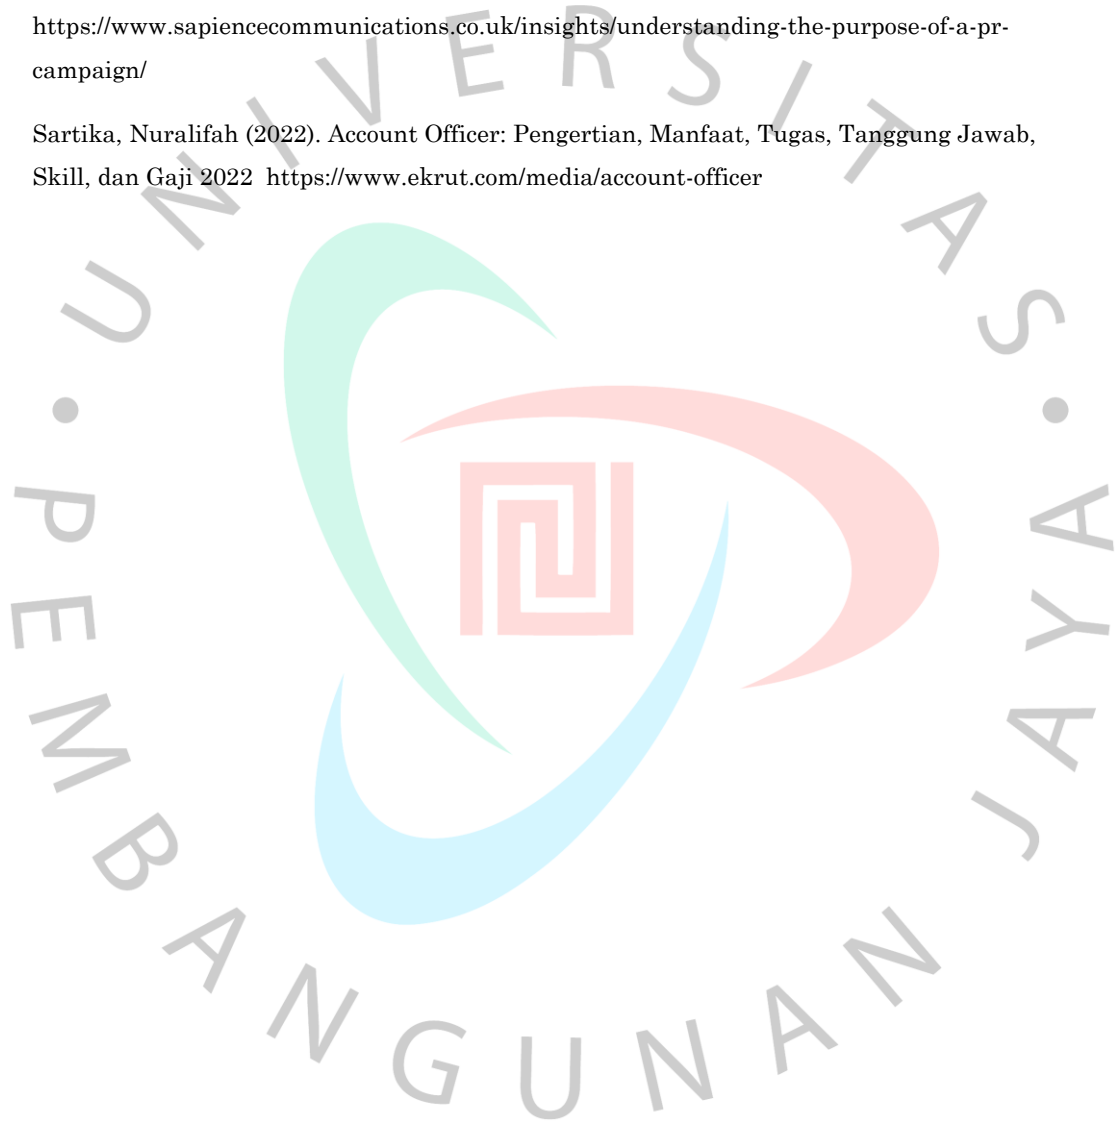 https://www.sapiencecommunications.co.uk/insights/understanding-the-purpose-of-a-pr-
campaign/
Sartika, Nuralifah (2022). Account Officer: Pengertian, Manfaat, Tugas, Tanggung Jawab,
Skill, dan Gaji 2022 https://www.ekrut.com/media/account-officer
UNIVERSITAS • PEMBANGUNAN JAYA •